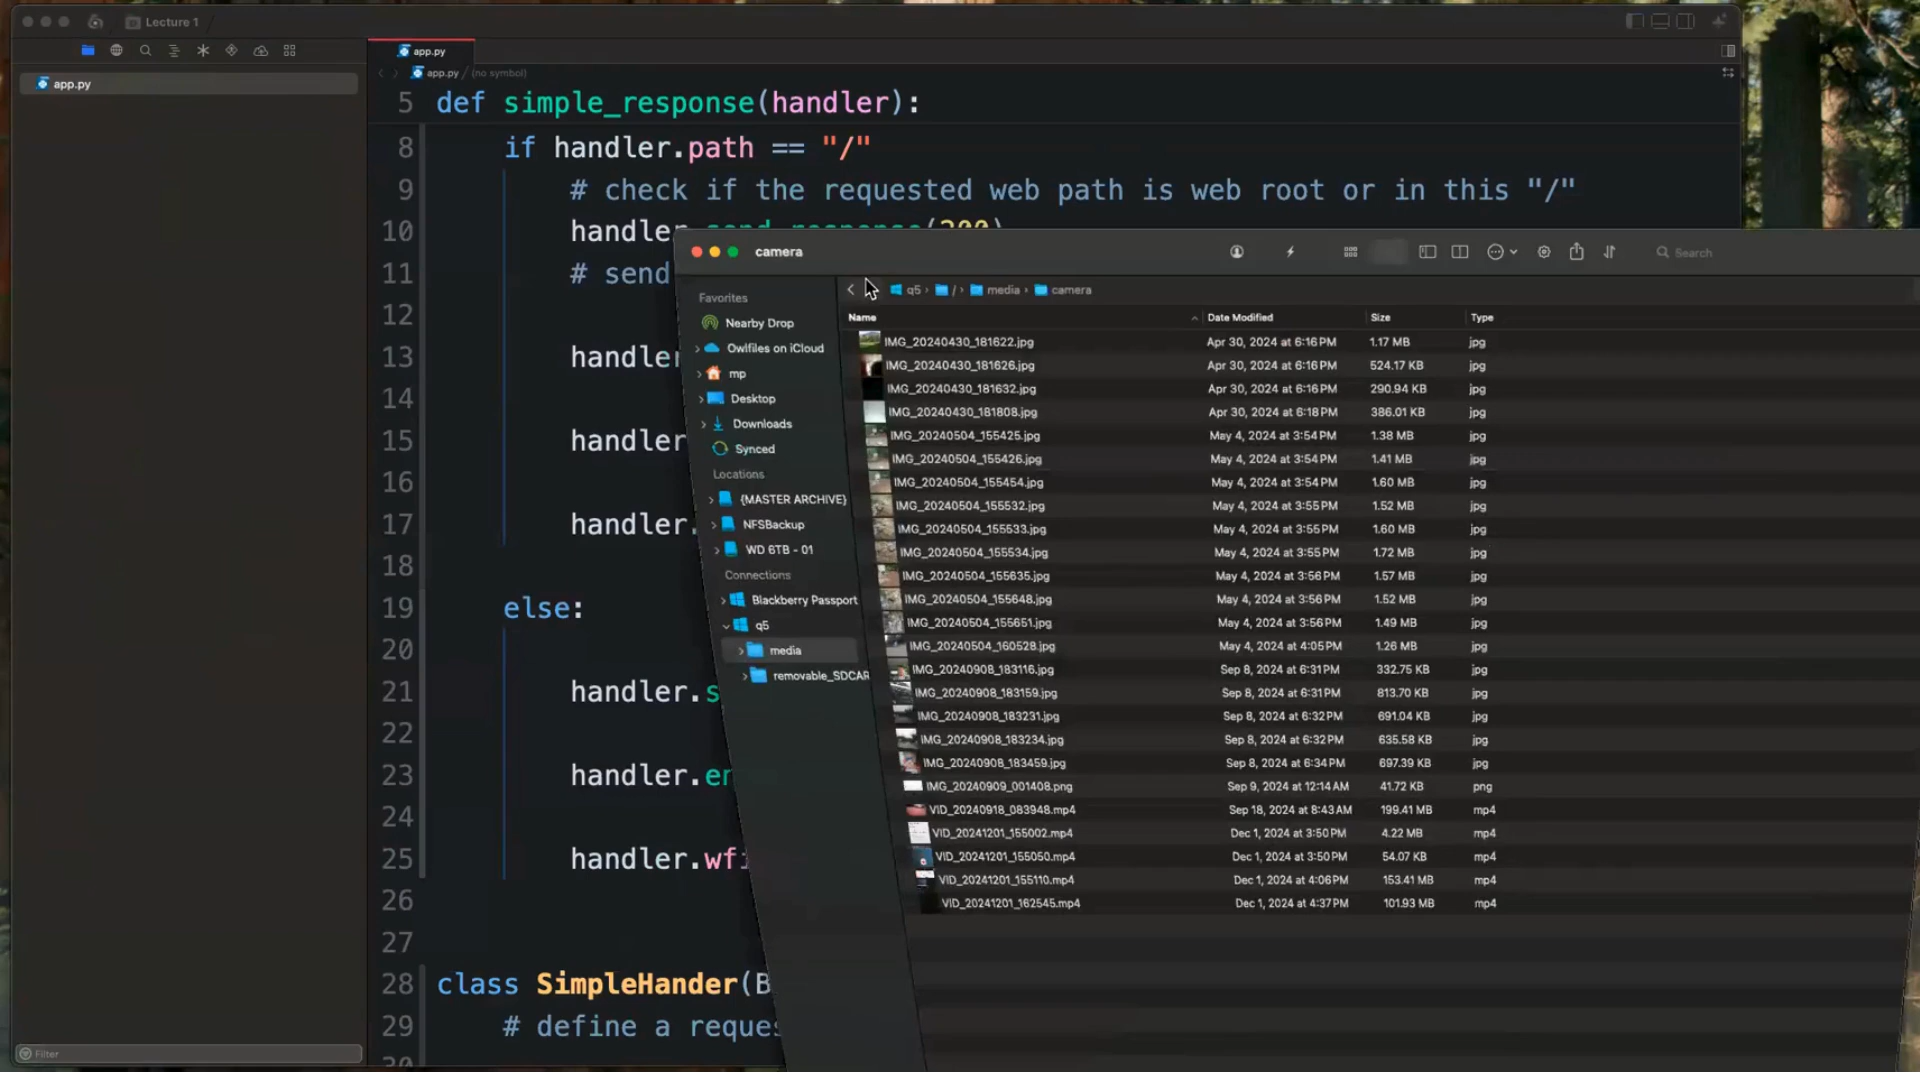 Lecture 1
app.py
app.py
app.py / (no symbol)
5 def simple_response(handler):
8 if handler.path == "/"
9 # check if the requested web path is web root or in this "/"
10 handler.send_response(200)
11 # send
12
13 handler
14
15 handler
16
17 handler.
18
19 else:
20
21 handler.s
22
23 handler.en
24
25 handler.wfi
26
27
28 class SimpleHander(B
29 # define a reques
30
Filter
camera
Search
q5 › / › media › camera
Favorites
Nearby Drop
Owlfiles on iCloud
mp
Desktop
Downloads
Synced
Locations
{MASTER ARCHIVE}
NFSBackup
WD 6TB - 01
Connections
Blackberry Passport
q5
media
removable_SDCAR
Name Date Modified Size Type
IMG_20240430_181622.jpg Apr 30, 2024 at 6:16 PM 1.17 MB jpg
IMG_20240430_181626.jpg Apr 30, 2024 at 6:16 PM 524.17 KB jpg
IMG_20240430_181632.jpg Apr 30, 2024 at 6:16 PM 290.94 KB jpg
IMG_20240430_181808.jpg Apr 30, 2024 at 6:18 PM 386.01 KB jpg
IMG_20240504_155425.jpg May 4, 2024 at 3:54 PM 1.38 MB jpg
IMG_20240504_155426.jpg May 4, 2024 at 3:54 PM 1.41 MB jpg
IMG_20240504_155454.jpg May 4, 2024 at 3:54 PM 1.60 MB jpg
IMG_20240504_155532.jpg May 4, 2024 at 3:55 PM 1.52 MB jpg
IMG_20240504_155533.jpg May 4, 2024 at 3:55 PM 1.60 MB jpg
IMG_20240504_155534.jpg May 4, 2024 at 3:55 PM 1.72 MB jpg
IMG_20240504_155635.jpg May 4, 2024 at 3:56 PM 1.57 MB jpg
IMG_20240504_155648.jpg May 4, 2024 at 3:56 PM 1.52 MB jpg
IMG_20240504_155651.jpg May 4, 2024 at 3:56 PM 1.49 MB jpg
IMG_20240504_160528.jpg May 4, 2024 at 4:05 PM 1.26 MB jpg
IMG_20240908_183116.jpg Sep 8, 2024 at 6:31 PM 332.75 KB jpg
IMG_20240908_183159.jpg Sep 8, 2024 at 6:31 PM 813.70 KB jpg
IMG_20240908_183231.jpg Sep 8, 2024 at 6:32 PM 691.04 KB jpg
IMG_20240908_183234.jpg Sep 8, 2024 at 6:32 PM 635.58 KB jpg
IMG_20240908_183459.jpg Sep 8, 2024 at 6:34 PM 697.39 KB jpg
IMG_20240909_001408.png Sep 9, 2024 at 12:14 AM 41.72 KB png
VID_20240918_083948.mp4 Sep 18, 2024 at 8:43 AM 199.41 MB mp4
VID_20241201_155002.mp4 Dec 1, 2024 at 3:50 PM 4.22 MB mp4
VID_20241201_155050.mp4 Dec 1, 2024 at 3:50 PM 54.07 KB mp4
VID_20241201_155110.mp4 Dec 1, 2024 at 4:06 PM 153.41 MB mp4
VID_20241201_162545.mp4 Dec 1, 2024 at 4:37 PM 101.93 MB mp4